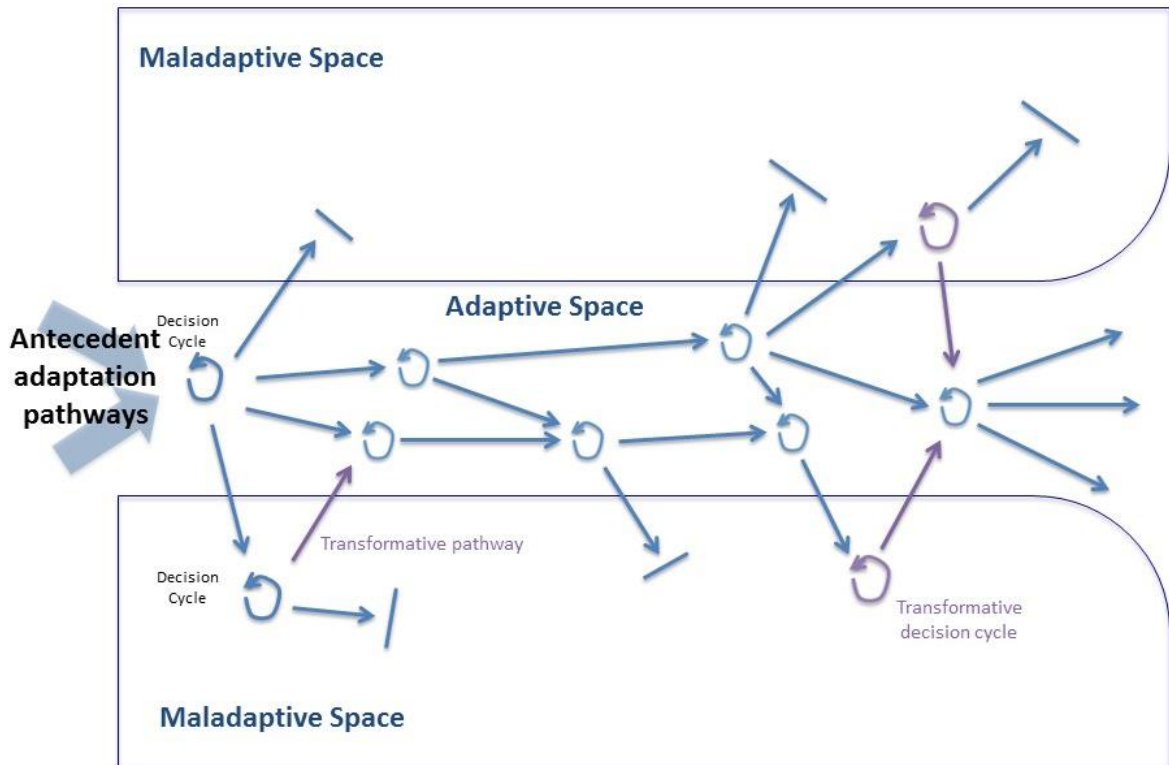 Maladaptive Space
Adaptive Space
Decision
Cycle
Antecedent
adaptation
pathways
Transformative pathway
Decision
Cycle
Transformative
decision cycle
Maladaptive Space